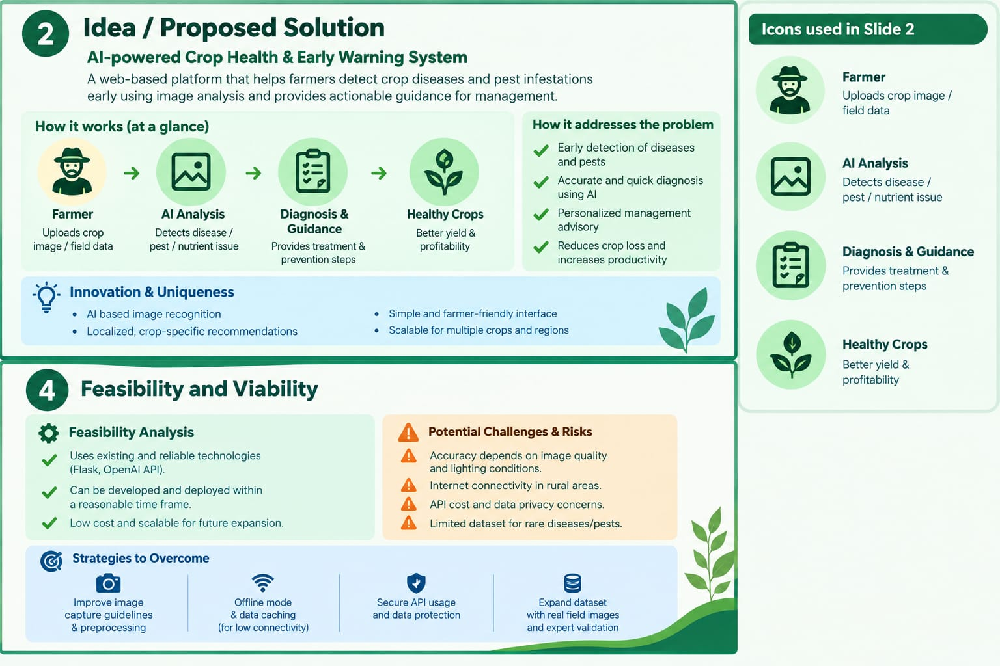 2
Idea / Proposed Solution
AI-powered Crop Health & Early Warning System
A web-based platform that helps farmers detect crop diseases and pest infestations
early using image analysis and provides actionable guidance for management.
How it works (at a glance)
Farmer
Uploads crop
image / field data
AI Analysis
Detects disease /
pest / nutrient issue
Diagnosis &
Guidance
Provides treatment &
prevention steps
Healthy Crops
Better yield &
profitability
How it addresses the problem
Early detection of diseases
and pests
Accurate and quick diagnosis
using AI
Personalized management
advisory
Reduces crop loss and
increases productivity
Innovation & Uniqueness
• AI based image recognition
• Localized, crop-specific recommendations
• Simple and farmer-friendly interface
• Scalable for multiple crops and regions
Icons used in Slide 2
Farmer
Uploads crop image /
field data
AI Analysis
Detects disease /
pest / nutrient issue
Diagnosis & Guidance
Provides treatment &
prevention steps
Healthy Crops
Better yield &
profitability
4
Feasibility and Viability
Feasibility Analysis
Uses existing and reliable technologies
(Flask, OpenAI API).
Can be developed and deployed within
a reasonable time frame.
Low cost and scalable for future expansion.
Potential Challenges & Risks
Accuracy depends on image quality
and lighting conditions.
Internet connectivity in rural areas.
API cost and data privacy concerns.
Limited dataset for rare diseases/pests.
Strategies to Overcome
Improve image
capture guidelines
& preprocessing
Offline mode
& data caching
(for low connectivity)
Secure API usage
and data protection
Expand dataset
with real field images
and expert validation